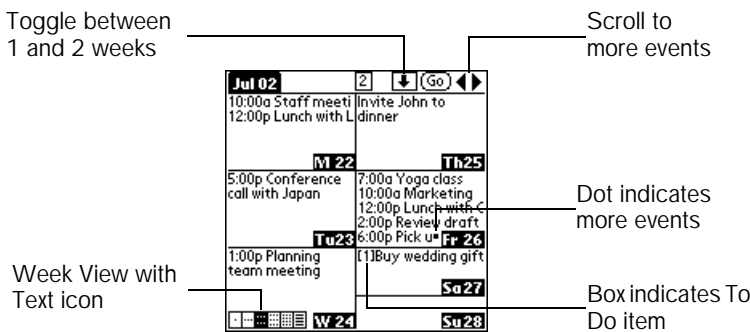 Toggle between
1 and 2 weeks
Scroll to
more events
Jul 02
2
Go
10:00a Staff meeti
12:00p Lunch with L
M 22
Invite John to
dinner
Th25
5:00p Conference
call with Japan
Tu23
7:00a Yoga class
10:00a Marketing
12:00p Lunch with C
2:00p Review draft
6:00p Pick u
Fr 26
Dot indicates
more events
1:00p Planning
team meeting
W 24
[1]Buy wedding gift
Sa27
Su28
Week View with
Text icon
Box indicates To
Do item